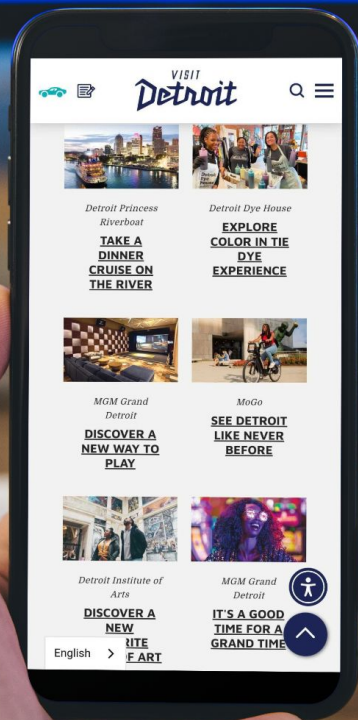 VISIT
Detroit
Detroit Princess
Riverboat
TAKE A
DINNER
CRUISE ON
THE RIVER
Detroit Dye House
EXPLORE
COLOR IN TIE
DYE
EXPERIENCE
MGM Grand
Detroit
DISCOVER A
NEW WAY TO
PLAY
MoGo
SEE DETROIT
LIKE NEVER
BEFORE
Detroit Institute of
Arts
DISCOVER A
NEW
RITE
F ART
MGM Grand
Detroit
IT'S A GOOD
TIME FOR A
GRAND TIME
English